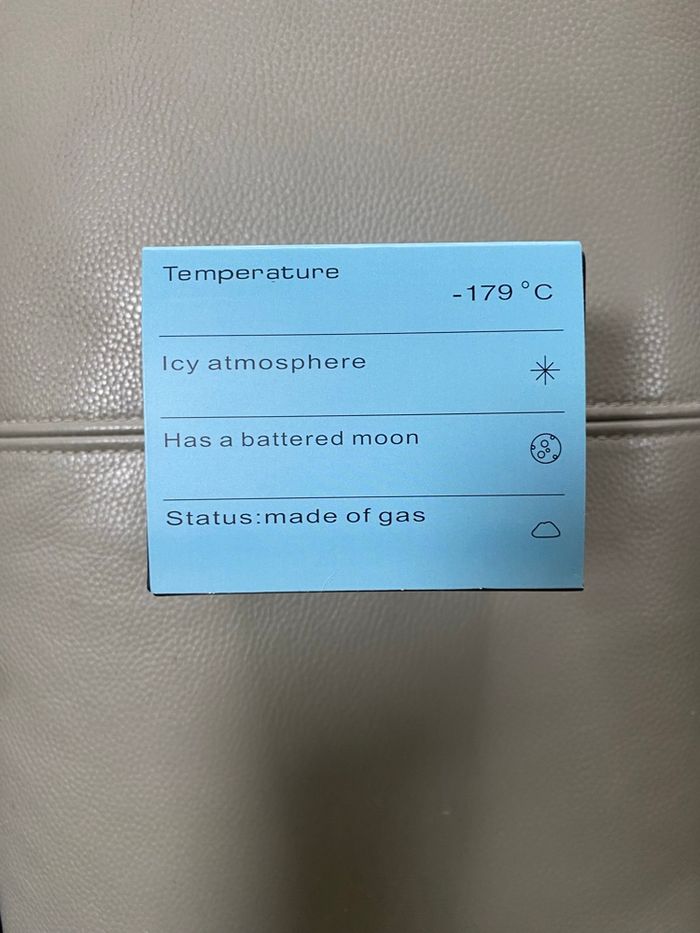 Temperature
-179 °C
Icy atmosphere
Has a battered moon
Status:made of gas